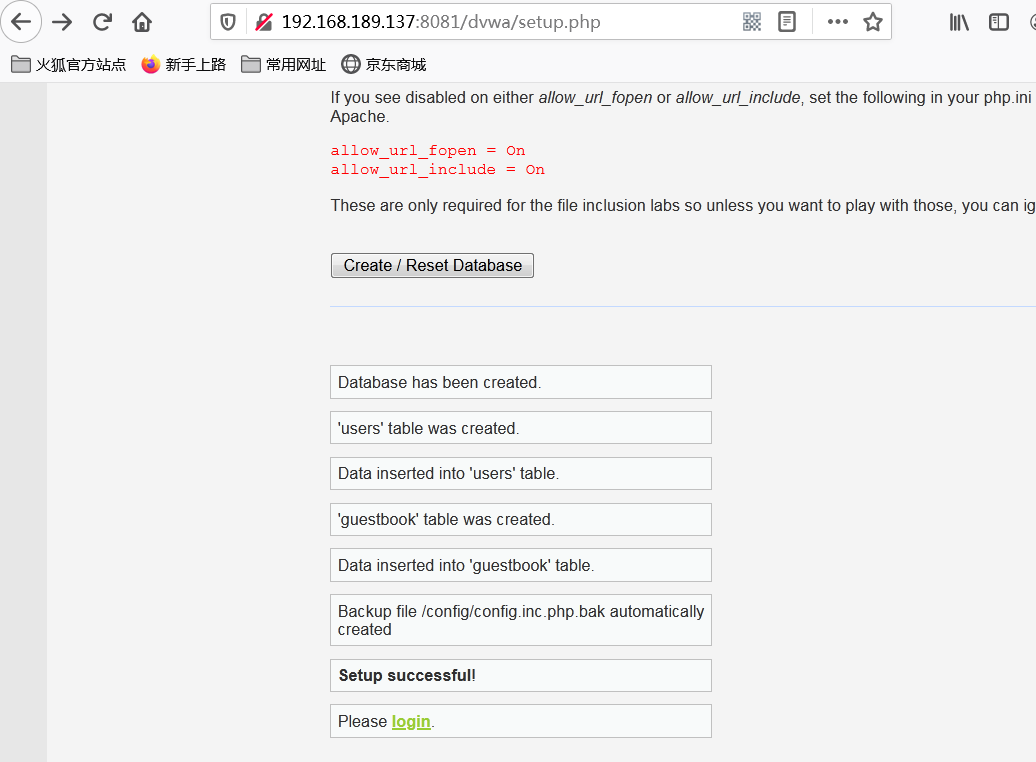 192.168.189.137:8081/dvwa/setup.php
火狐官方站点 新手上路 常用网址 京东商城
If you see disabled on either allow_url_fopen or allow_url_include, set the following in your php.ini
Apache.
allow_url_fopen = On
allow_url_include = On
These are only required for the file inclusion labs so unless you want to play with those, you can ig
Create / Reset Database
Database has been created.
'users' table was created.
Data inserted into 'users' table.
'guestbook' table was created.
Data inserted into 'guestbook' table.
Backup file /config/config.inc.php.bak automatically
created
Setup successful!
Please login.